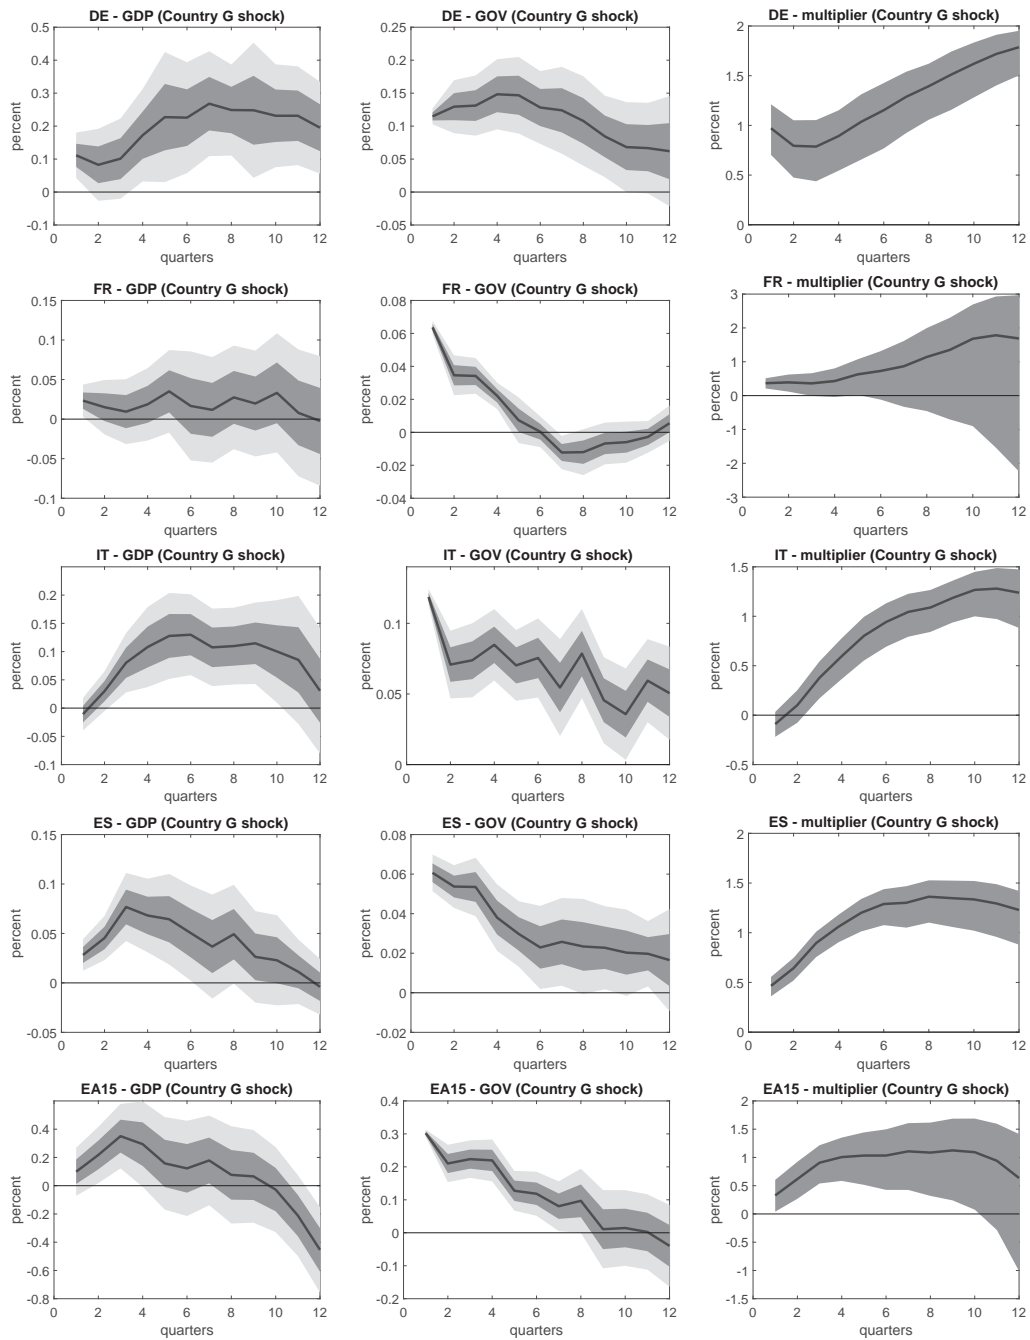 DE - GDP (Country G shock)
0.5
0.4
0.3
0.2
0.1
0
-0.1
percent
0 2 4 6 8 10 12
quarters
DE - GOV (Country G shock)
0.25
0.2
0.15
0.1
0.05
0
-0.05
percent
0 2 4 6 8 10 12
quarters
DE - multiplier (Country G shock)
2
1.5
1
0.5
0
percent
0 2 4 6 8 10 12
quarters
FR - GDP (Country G shock)
0.15
0.1
0.05
0
-0.05
-0.1
percent
0 2 4 6 8 10 12
quarters
FR - GOV (Country G shock)
0.08
0.06
0.04
0.02
0
-0.02
-0.04
percent
0 2 4 6 8 10 12
quarters
FR - multiplier (Country G shock)
3
2
1
0
-1
-2
-3
percent
0 2 4 6 8 10 12
quarters
IT - GDP (Country G shock)
0.2
0.15
0.1
0.05
0
-0.05
-0.1
percent
0 2 4 6 8 10 12
quarters
IT - GOV (Country G shock)
0.1
0.05
0
percent
0 2 4 6 8 10 12
quarters
IT - multiplier (Country G shock)
1.5
1
0.5
0
-0.5
percent
0 2 4 6 8 10 12
quarters
ES - GDP (Country G shock)
0.15
0.1
0.05
0
-0.05
percent
0 2 4 6 8 10 12
quarters
ES - GOV (Country G shock)
0.08
0.06
0.04
0.02
0
-0.02
percent
0 2 4 6 8 10 12
quarters
ES - multiplier (Country G shock)
2
1.5
1
0.5
0
percent
0 2 4 6 8 10 12
quarters
EA15 - GDP (Country G shock)
0.4
0.2
0
-0.2
-0.4
-0.6
-0.8
percent
0 2 4 6 8 10 12
quarters
EA15 - GOV (Country G shock)
0.4
0.3
0.2
0.1
0
-0.1
-0.2
percent
0 2 4 6 8 10 12
quarters
EA15 - multiplier (Country G shock)
2
1.5
1
0.5
0
-0.5
-1
-1.5
percent
0 2 4 6 8 10 12
quarters